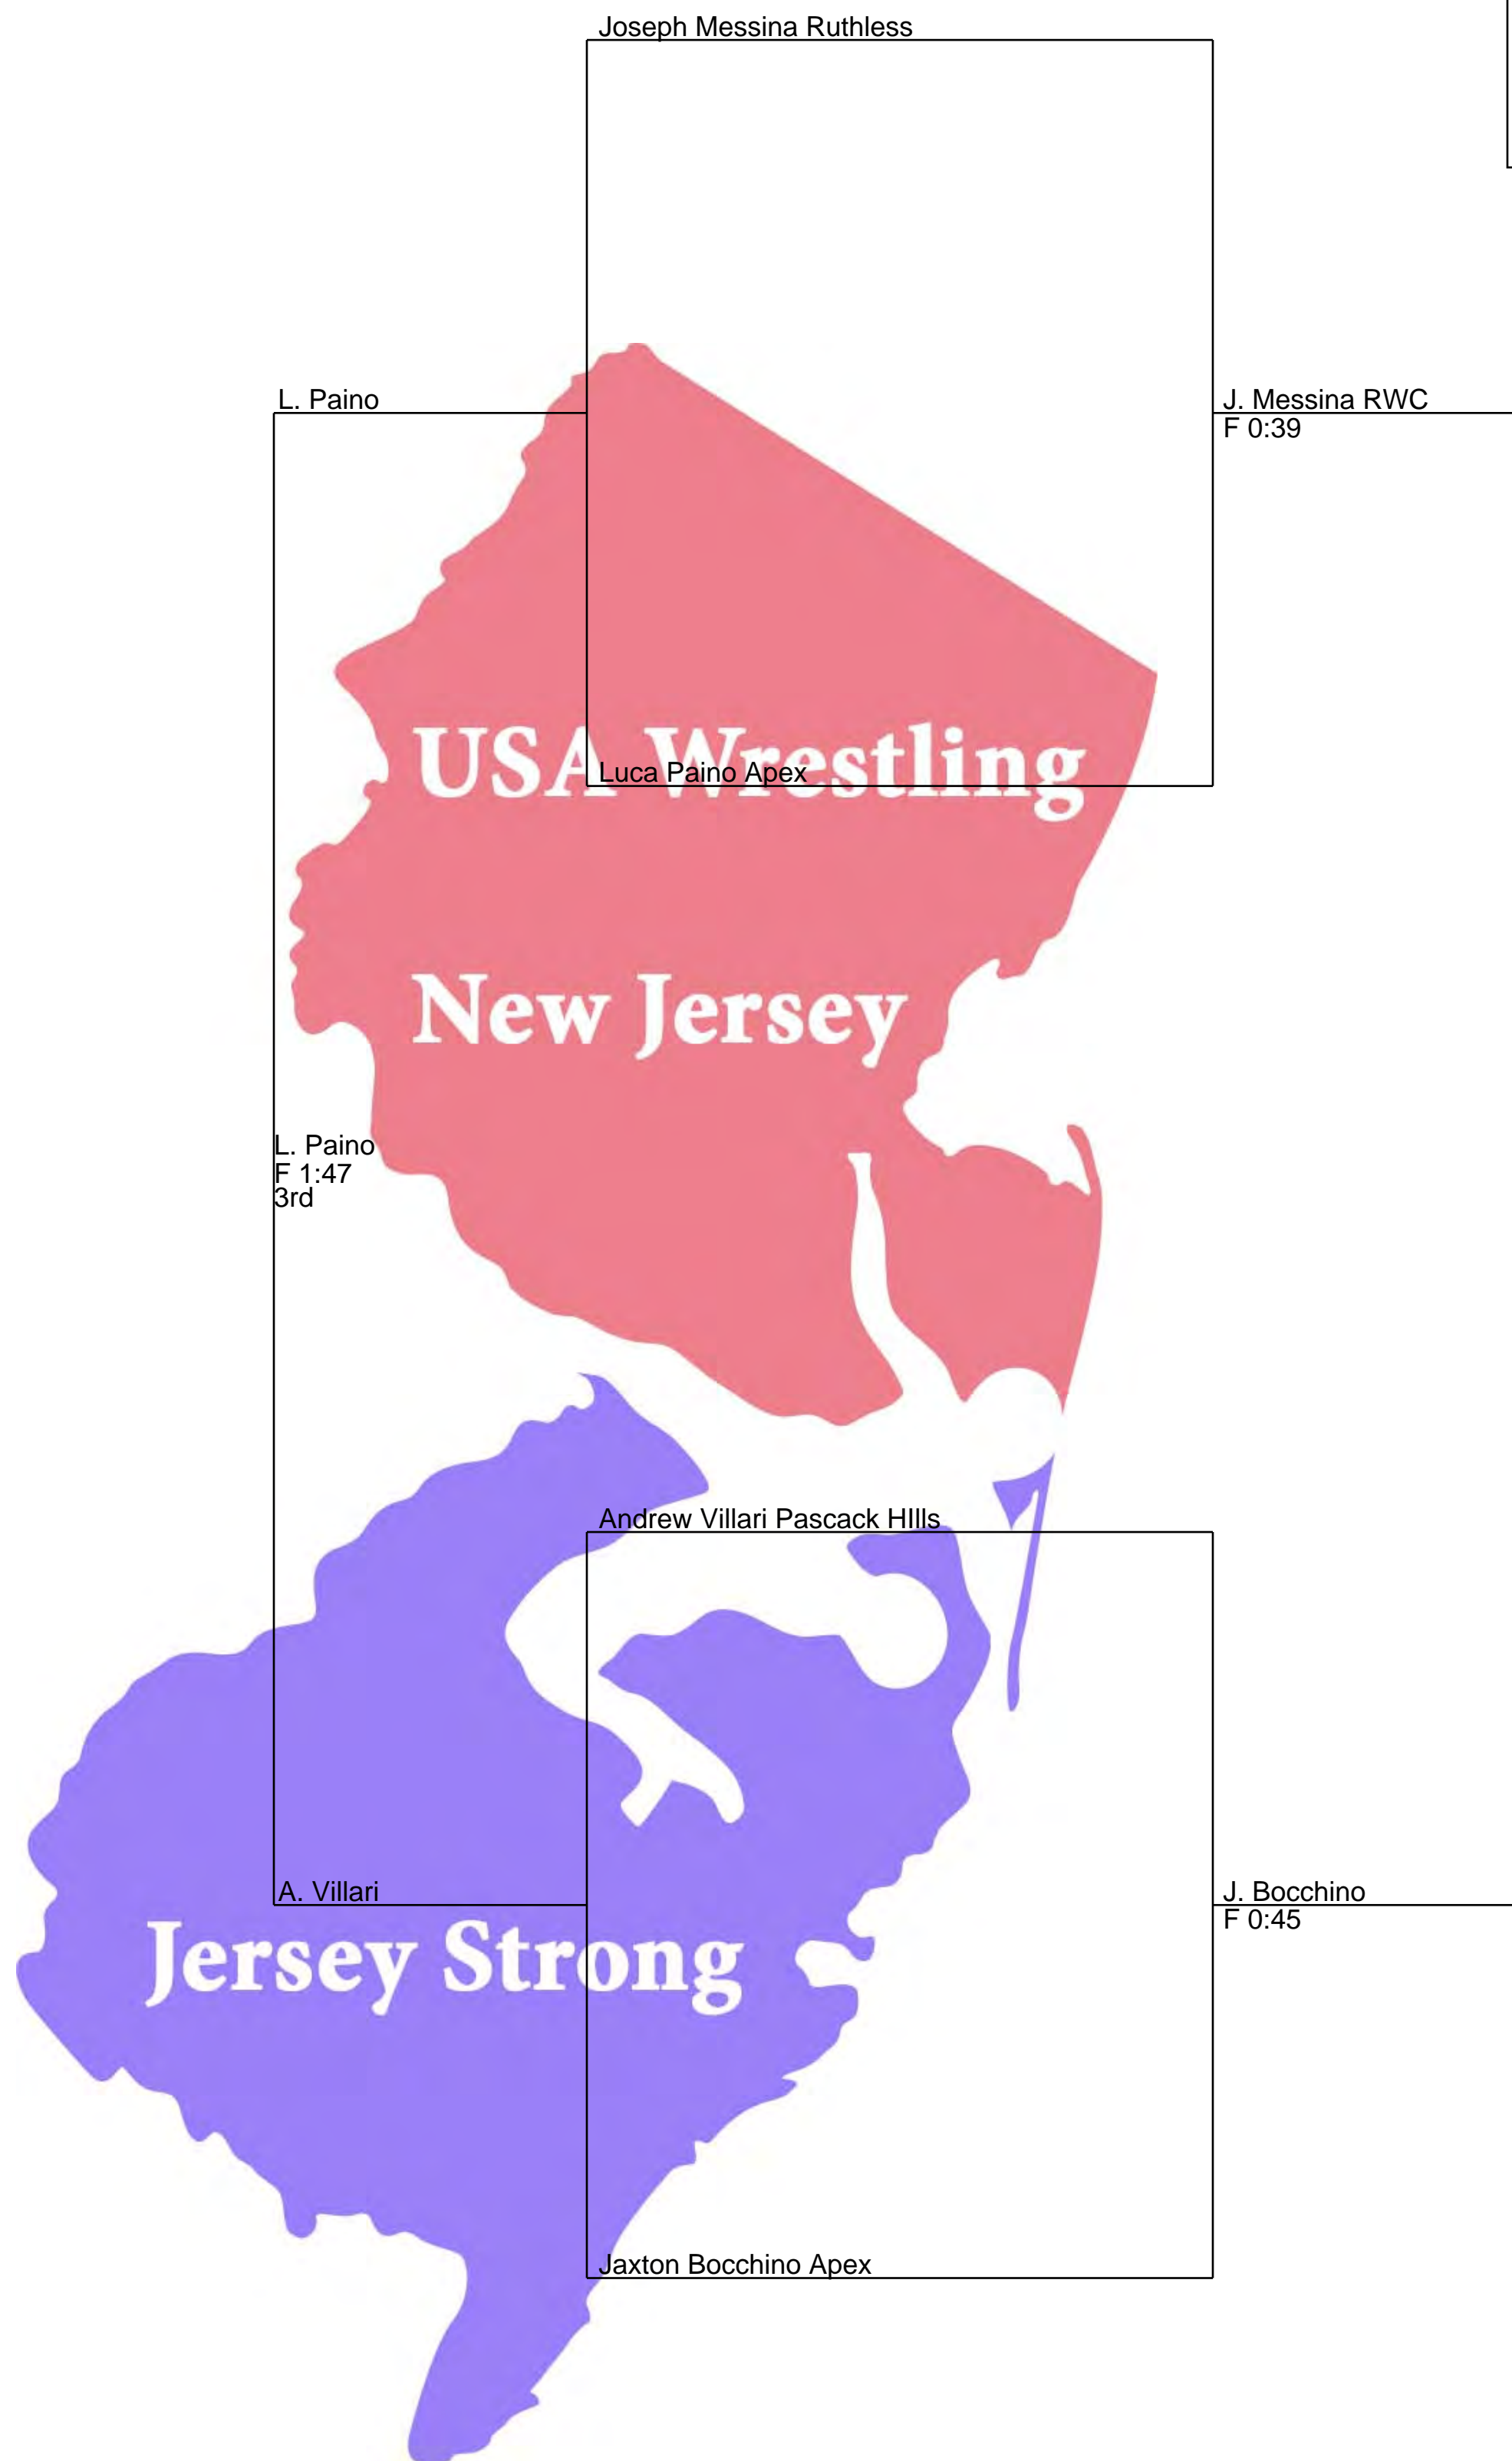 Joseph Messina Ruthless
L. Paino
J. Messina RWC
F 0:39
USA Wrestling
Luca Paino Apex
New Jersey
L. Paino
F 1:47
3rd
Andrew Villari Pascack HIlls
A. Villari
J. Bocchino
F 0:45
Jersey Strong
Jaxton Bocchino Apex